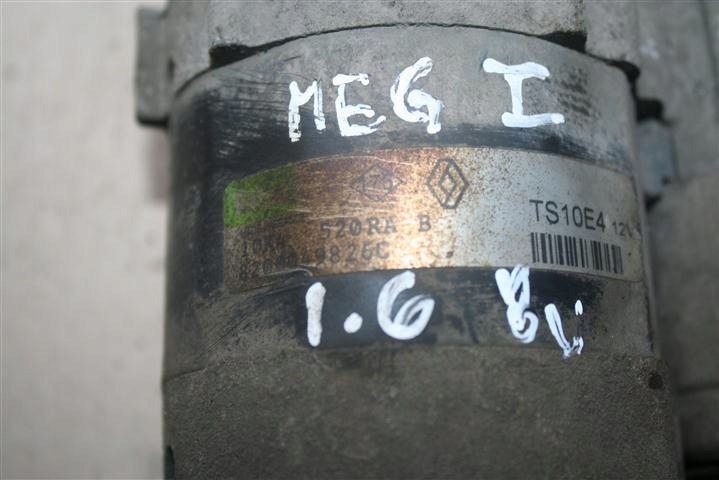 MEG I
520RA B
TS10E4 12V
1.6 8V